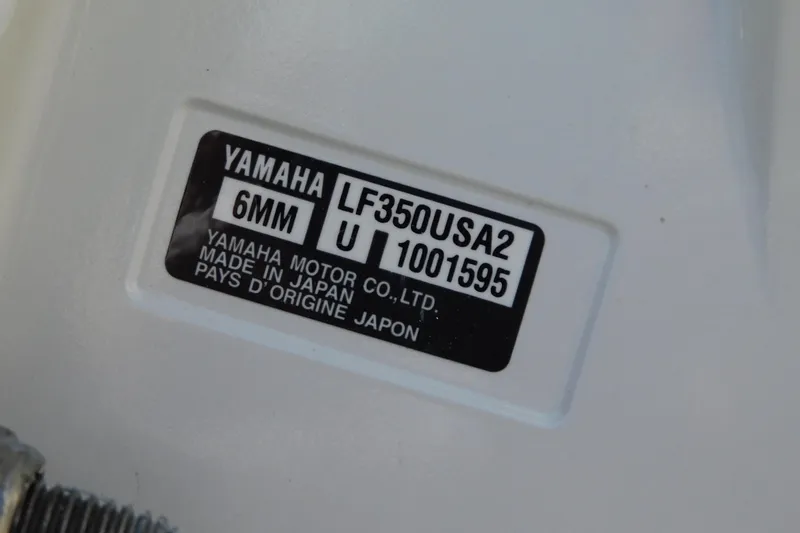 YAMAHA LF350USA2
6MM U 1001595
YAMAHA MOTOR CO.,LTD.
MADE IN JAPAN
PAYS D'ORIGINE JAPON